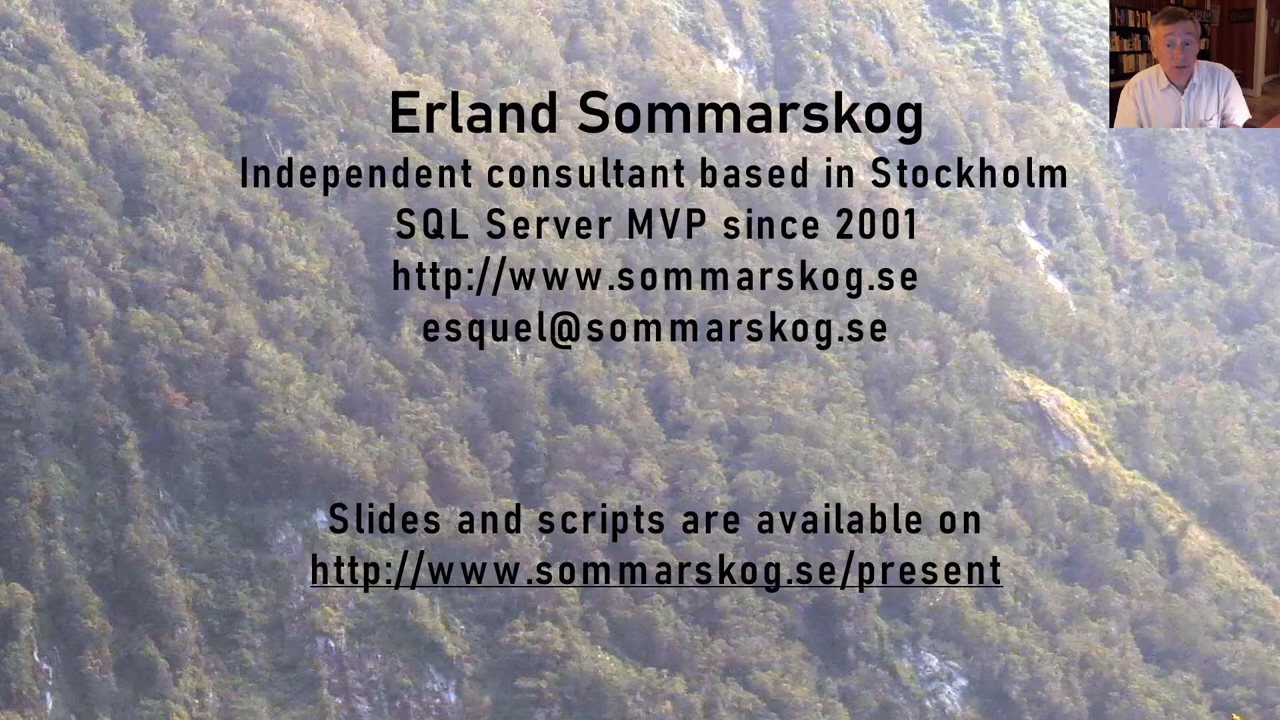 Erland Sommarskog
Independent consultant based in Stockholm
SQL Server MVP since 2001
http://www.sommarskog.se
esquel@sommarskog.se
Slides and scripts are available on
http://www.sommarskog.se/present